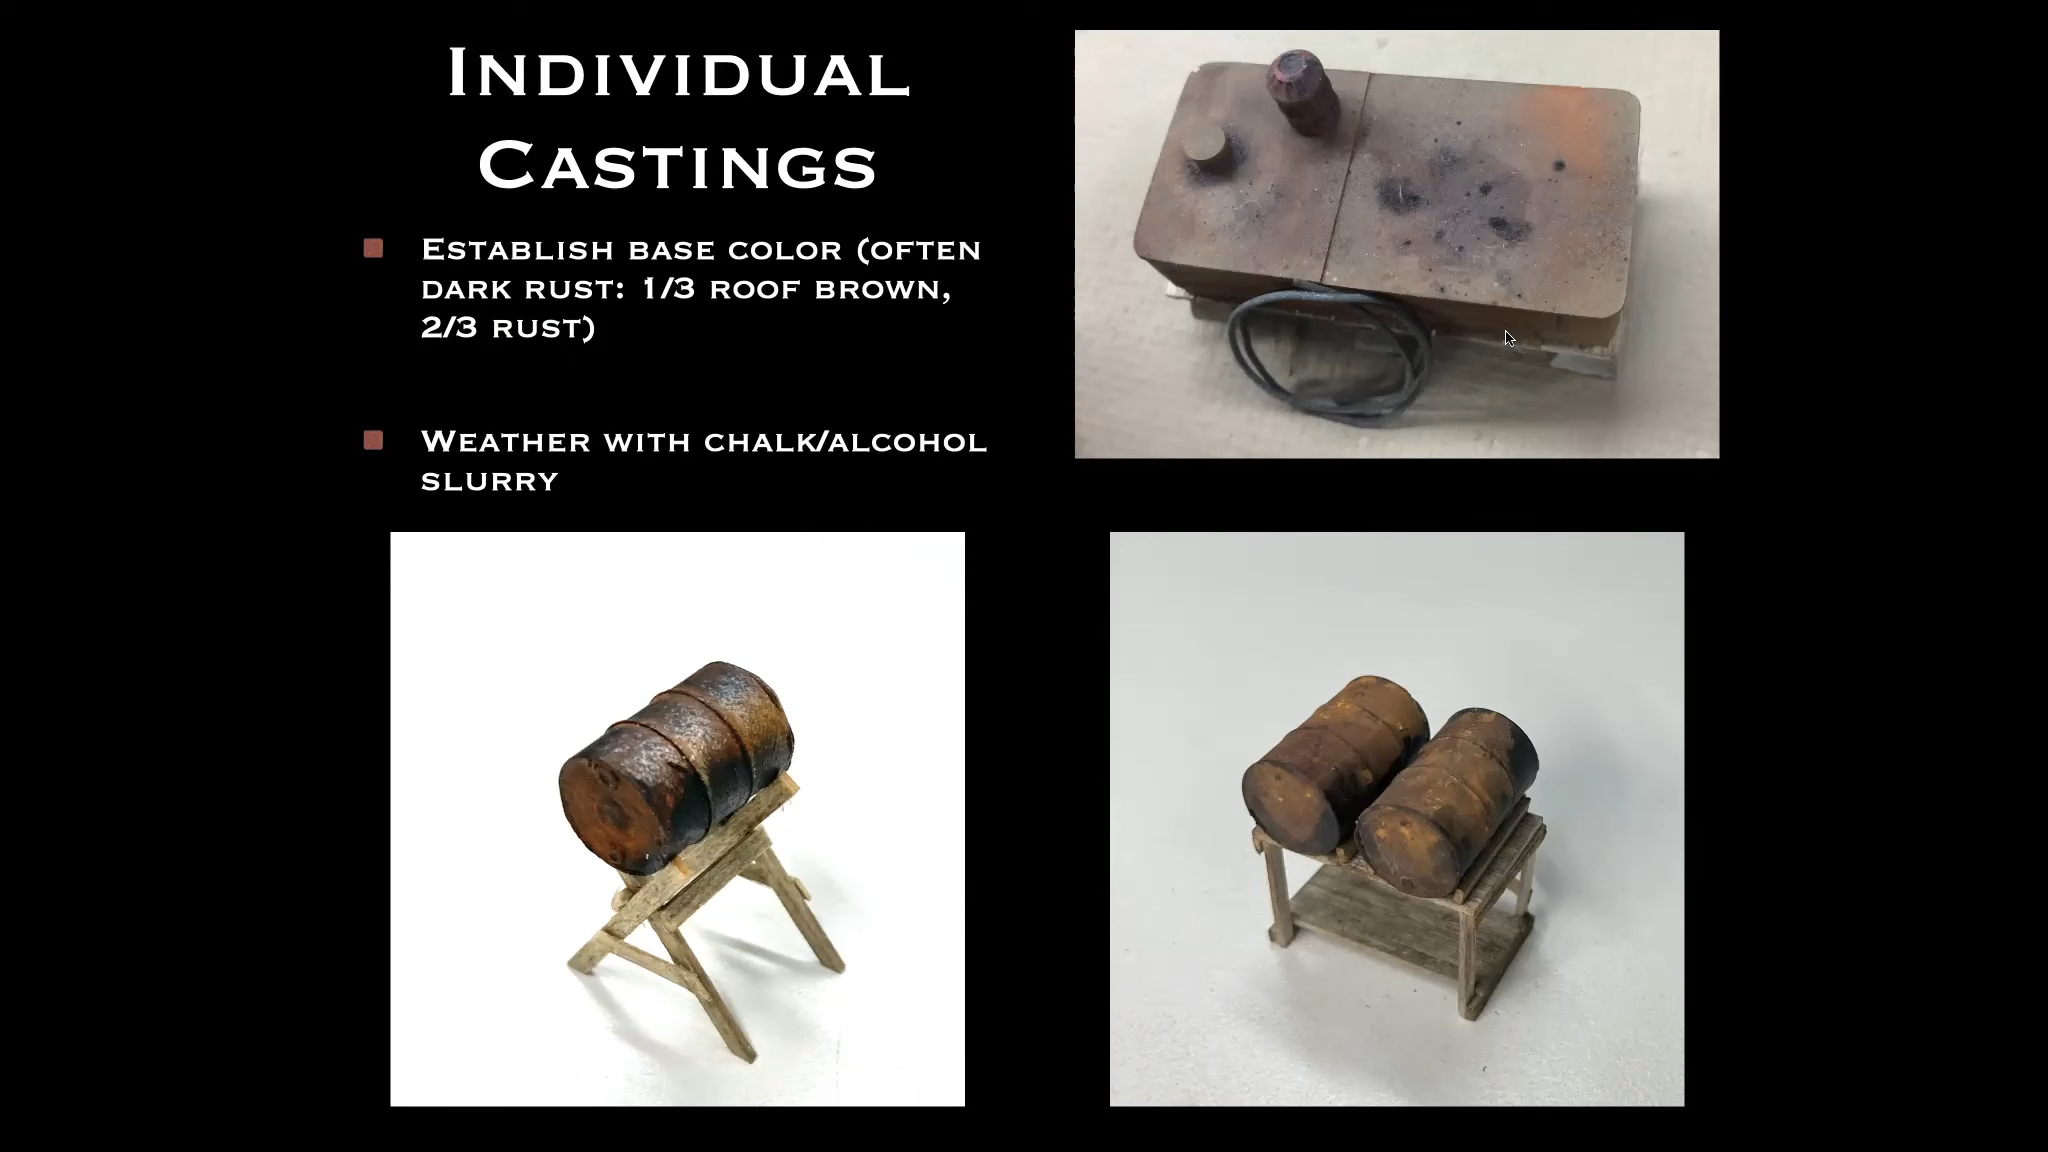 Individual
Castings
Establish base color (often
dark rust: 1/3 roof brown,
2/3 rust)
Weather with chalk/alcohol
slurry